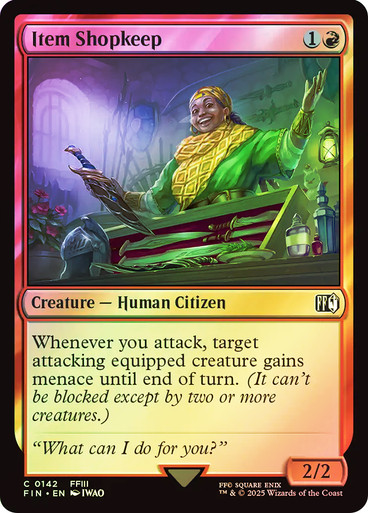 Item Shopkeep 1
Creature — Human Citizen
Whenever you attack, target
attacking equipped creature gains
menace until end of turn. (It can't
be blocked except by two or more
creatures.)
“What can I do for you?”
2/2
C 0142 FFIII
FIN • EN IWAO
FF® SQUARE ENIX
™ & © 2025 Wizards of the Coast